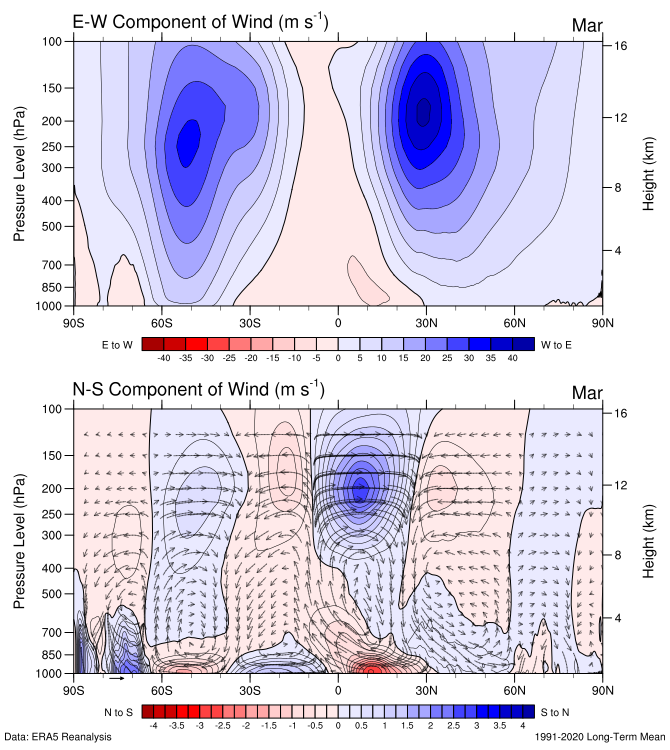 E-W Component of Wind (m s-1) Mar
100
150
200
250
300
400
500
700
850
1000
Pressure Level (hPa)
16
12
8
4
Height (km)
90S 60S 30S 0 30N 60N 90N
E to W W to E
-40 -35 -30 -25 -20 -15 -10 -5 0 5 10 15 20 25 30 35 40
N-S Component of Wind (m s-1) Mar
100
150
200
250
300
400
500
700
850
1000
Pressure Level (hPa)
16
12
8
4
Height (km)
90S 60S 30S 0 30N 60N 90N
N to S S to N
-4 -3.5 -3 -2.5 -2 -1.5 -1 -0.5 0 0.5 1 1.5 2 2.5 3 3.5 4
Data: ERA5 Reanalysis 1991-2020 Long-Term Mean